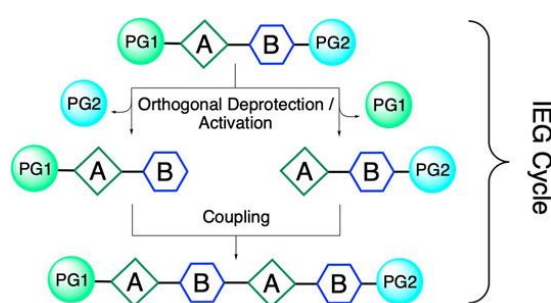 PG1 A B PG2
PG2 Orthogonal Deprotection / PG1
Activation
PG1 A B A B PG2
Coupling
PG1 A B A B PG2
IEG Cycle